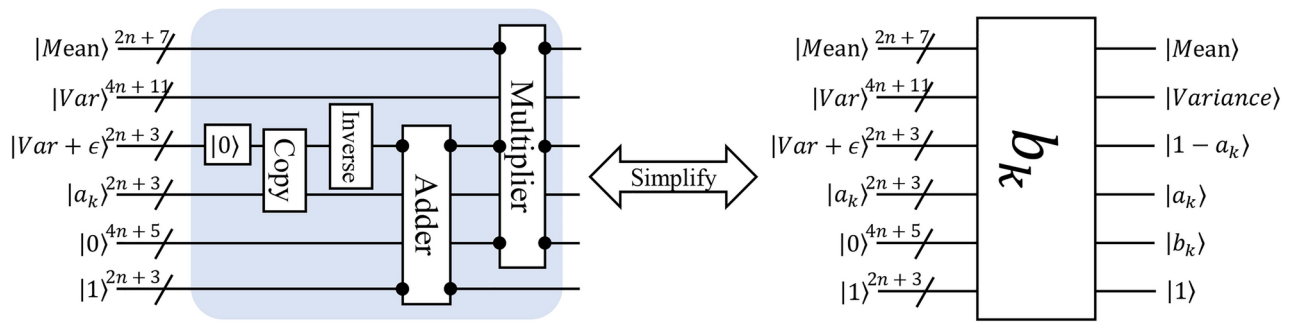 |Mean⟩ 2n + 7
|Var⟩ 4n + 11
|Var + ϵ⟩ 2n + 3
|a_k⟩ 2n + 3
|0⟩ 4n + 5
|1⟩ 2n + 3
|0⟩
Copy
Inverse
Adder
Multiplier
Simplify
|Mean⟩ 2n + 7
|Var⟩ 4n + 11
|Var + ϵ⟩ 2n + 3
|a_k⟩ 2n + 3
|0⟩ 4n + 5
|1⟩ 2n + 3
b_k
|Mean⟩
|Variance⟩
|1 − a_k⟩
|a_k⟩
|b_k⟩
|1⟩